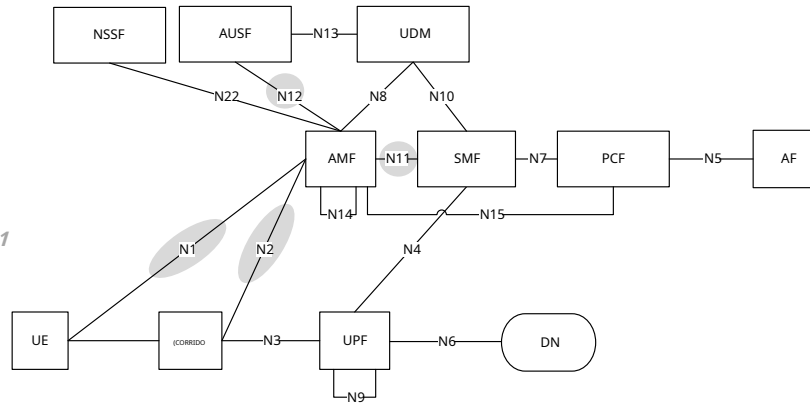 NSSF
AUSF
N13
UDM
N22
N12
N8
N10
AMF
N11
SMF
N7
PCF
N5
AF
N14
N15
1
N1
N2
N4
UE
(CORRIDO
N3
UPF
N6
DN
N9